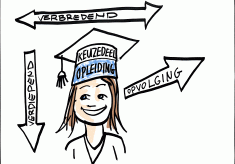 VERBREDEND
KEUZEDEEL
OPLEIDING
VERDIEPEND
OPVOLGING